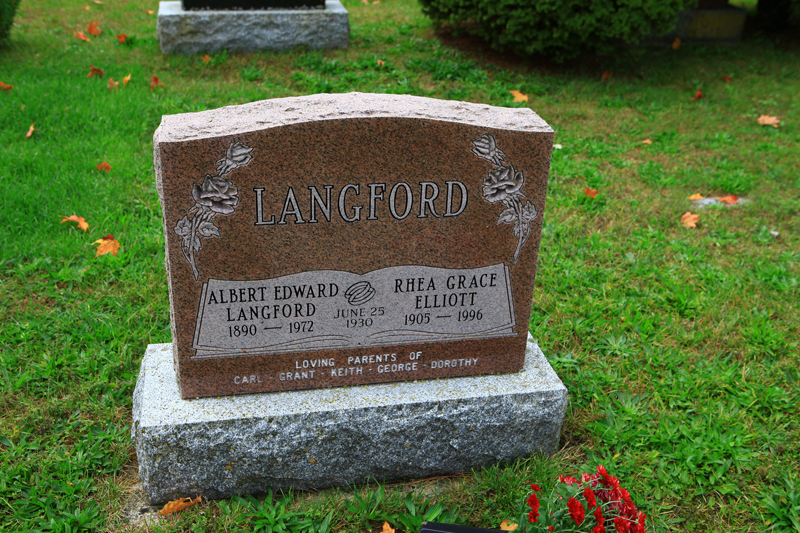 LANGFORD
ALBERT EDWARD
LANGFORD
1890 — 1972
JUNE 25
1930
RHEA GRACE
ELLIOTT
1905 — 1996
LOVING PARENTS OF
CARL - GRANT - KEITH - GEORGE - DOROTHY